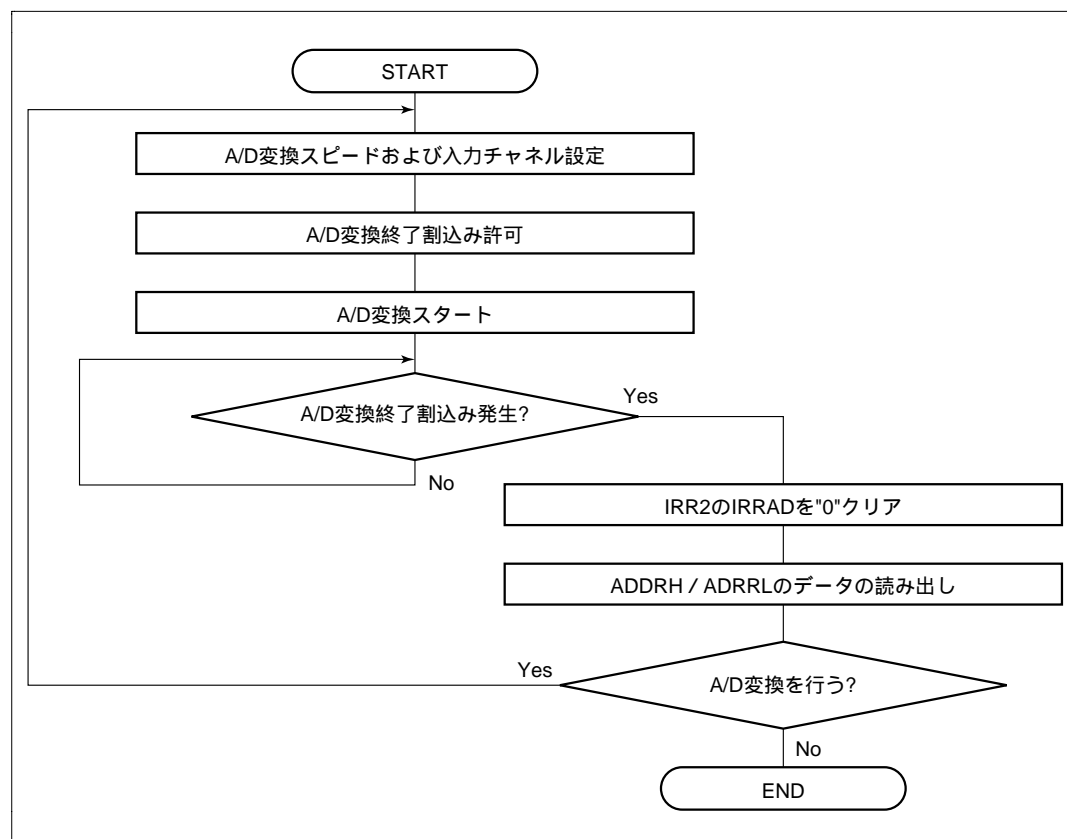 START
A/D変換スピードおよび入力チャネル設定
A/D変換終了割込み許可
A/D変換スタート
A/D変換終了割込み発生?
Yes
No
IRR2のIRRADを"0"クリア
ADDRH / ADRRLのデータの読み出し
Yes
A/D変換を行う?
No
END